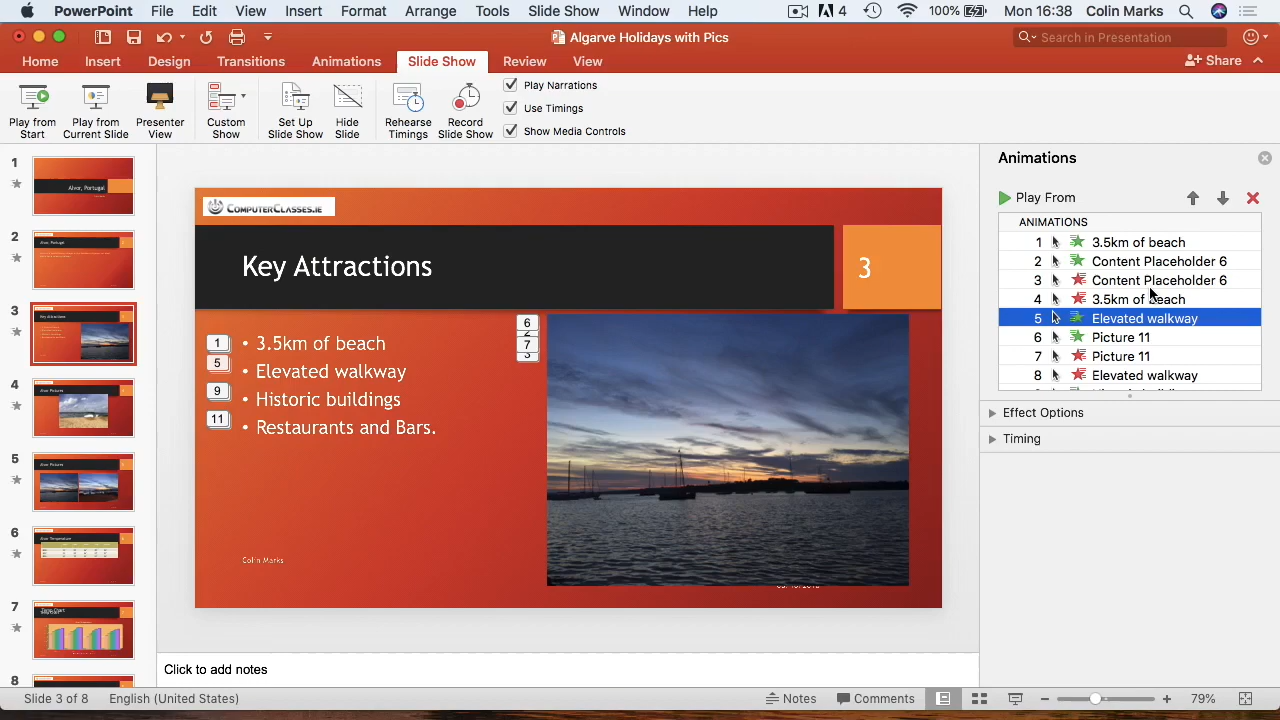 PowerPoint File Edit View Insert Format Arrange Tools Slide Show Window Help 4 100% Mon 16:38 Colin Marks
Algarve Holidays with Pics
Search in Presentation
Home Insert Design Transitions Animations Slide Show Review View
Share
Play from Start
Play from Current Slide
Presenter View
Custom Show
Set Up Slide Show
Hide Slide
Rehearse Timings
Record Slide Show
Play Narrations
Use Timings
Show Media Controls
1
Alvor, Portugal
2
Alvor, Portugal
3
Key Attractions
4
Alvor Pictures
5
Alvor Pictures
6
Alvor Temperature
7
8
COMPUTERCLASSES.IE
Key Attractions
3
1 • 3.5km of beach
5 • Elevated walkway
9 • Historic buildings
11 • Restaurants and Bars.
6
7
Colin Marks
Click to add notes
Animations
Play From
ANIMATIONS
1 3.5km of beach
2 Content Placeholder 6
3 Content Placeholder 6
4 3.5km of beach
5 Elevated walkway
6 Picture 11
7 Picture 11
8 Elevated walkway
Effect Options
Timing
Slide 3 of 8 English (United States) Notes Comments 79%